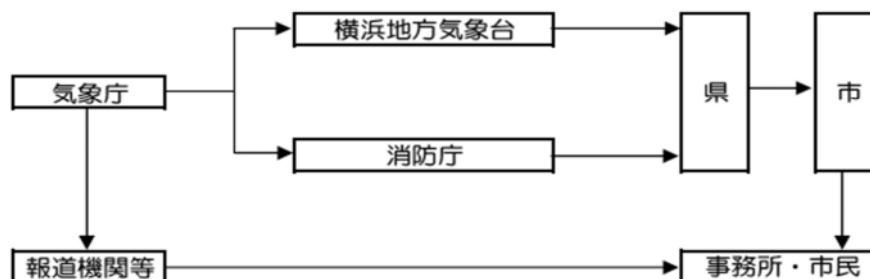 横浜地方気象台
気象庁
県
市
消防庁
報道機関等
事務所・市民